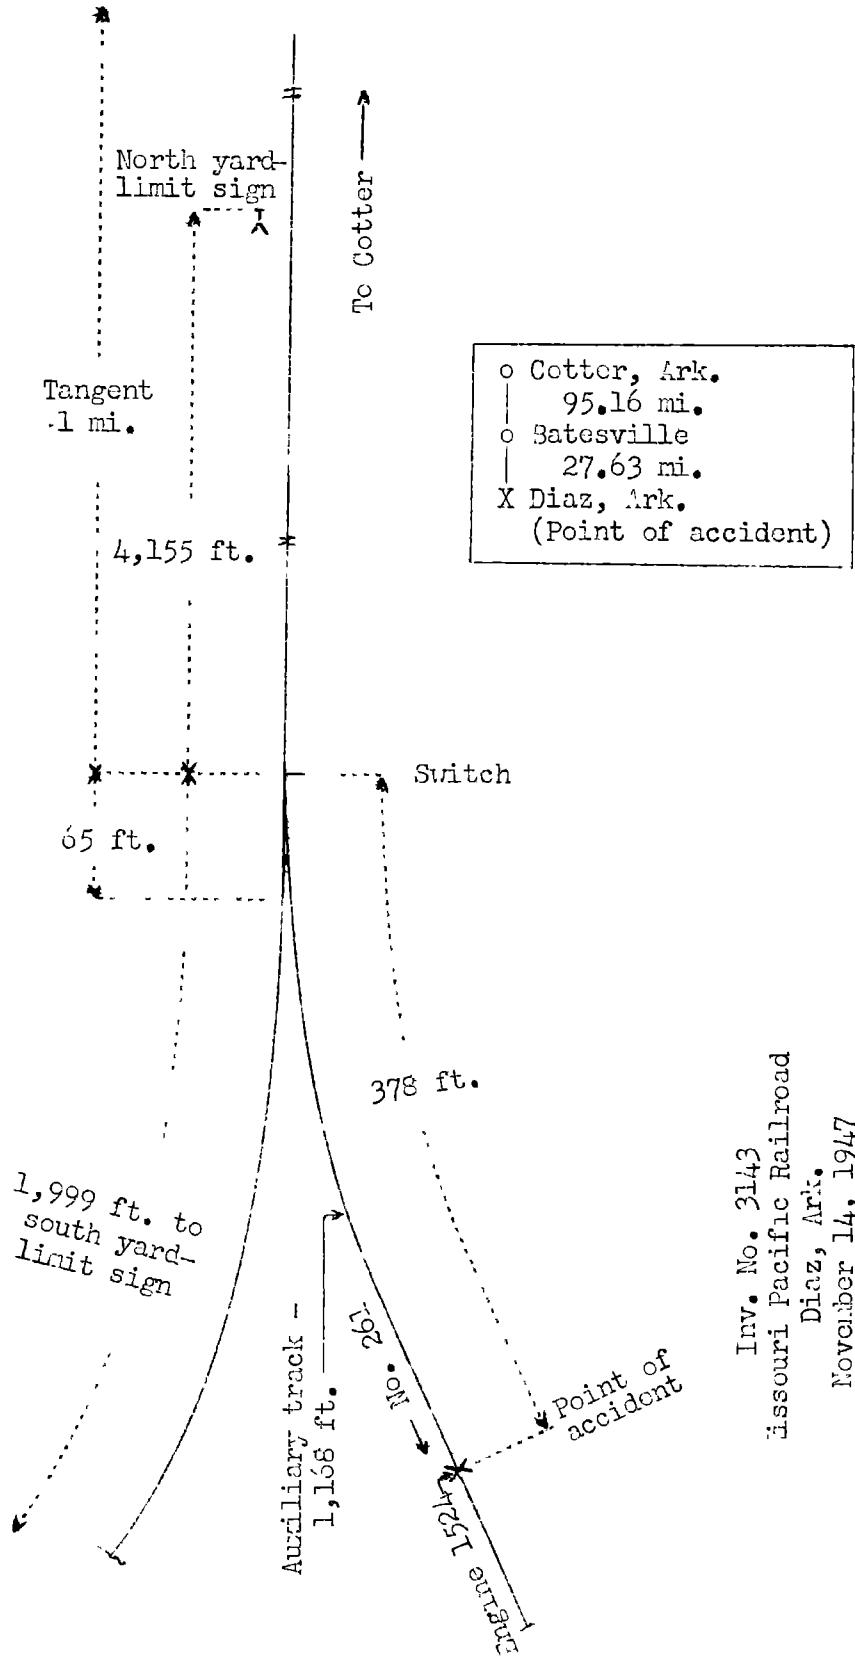 North yard-
limit sign
To Cotter
Tangent
.1 mi.
4,155 ft.
o Cotter, Ark.
95.16 mi.
o Batesville
27.63 mi.
X Diaz, Ark.
(Point of accident)
Switch
65 ft.
378 ft.
1,999 ft. to
south yard-
limit sign
Auxiliary track -
1,168 ft.
No. 261
Point of
accident
Engine 1524
Inv. No. 3143
Missouri Pacific Railroad
Diaz, Ark.
November 14, 1947